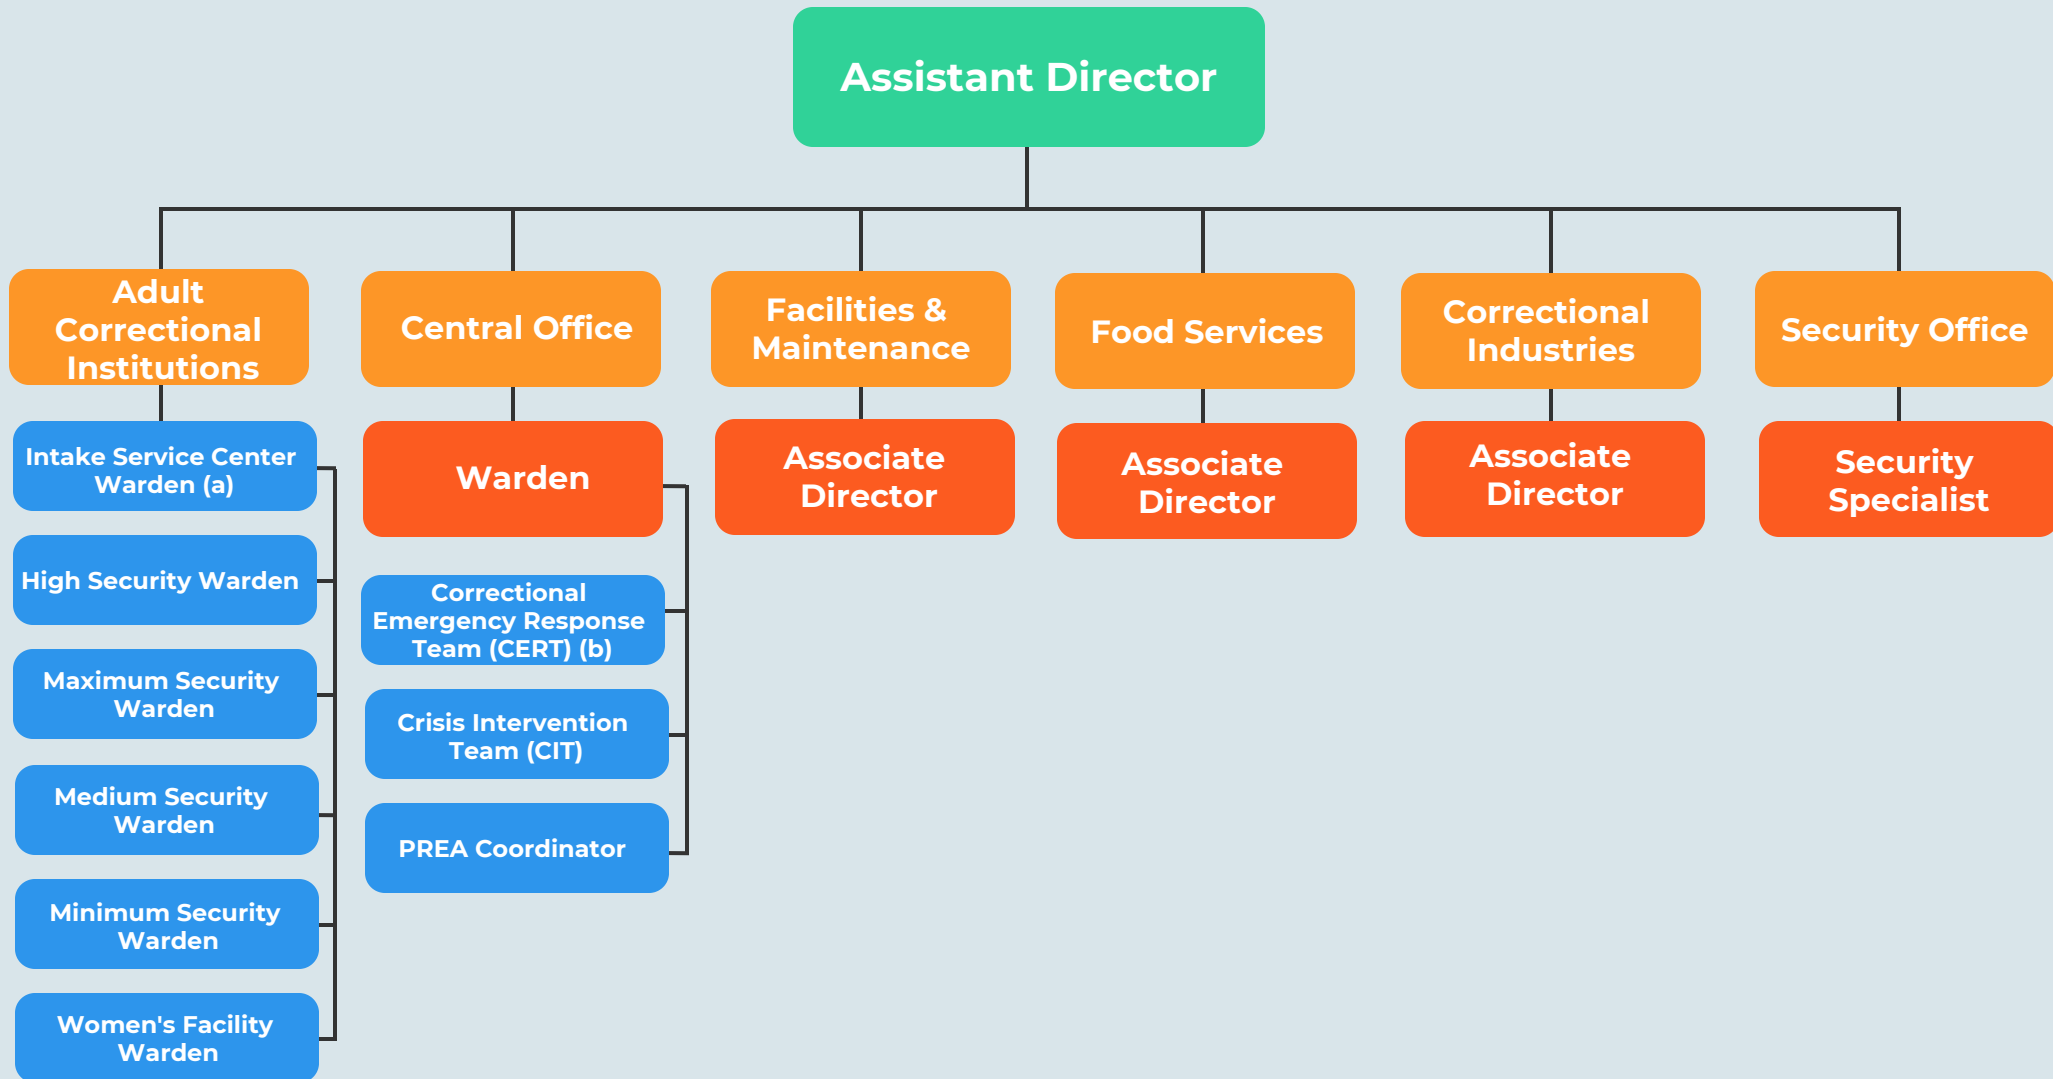 Assistant Director
Adult
Correctional
Institutions
Central Office
Facilities &
Maintenance
Food Services
Correctional
Industries
Security Office
Intake Service Center
Warden (a)
High Security Warden
Maximum Security
Warden
Medium Security
Warden
Minimum Security
Warden
Women's Facility
Warden
Warden
Correctional
Emergency Response
Team (CERT) (b)
Crisis Intervention
Team (CIT)
PREA Coordinator
Associate
Director
Associate
Director
Associate
Director
Security
Specialist